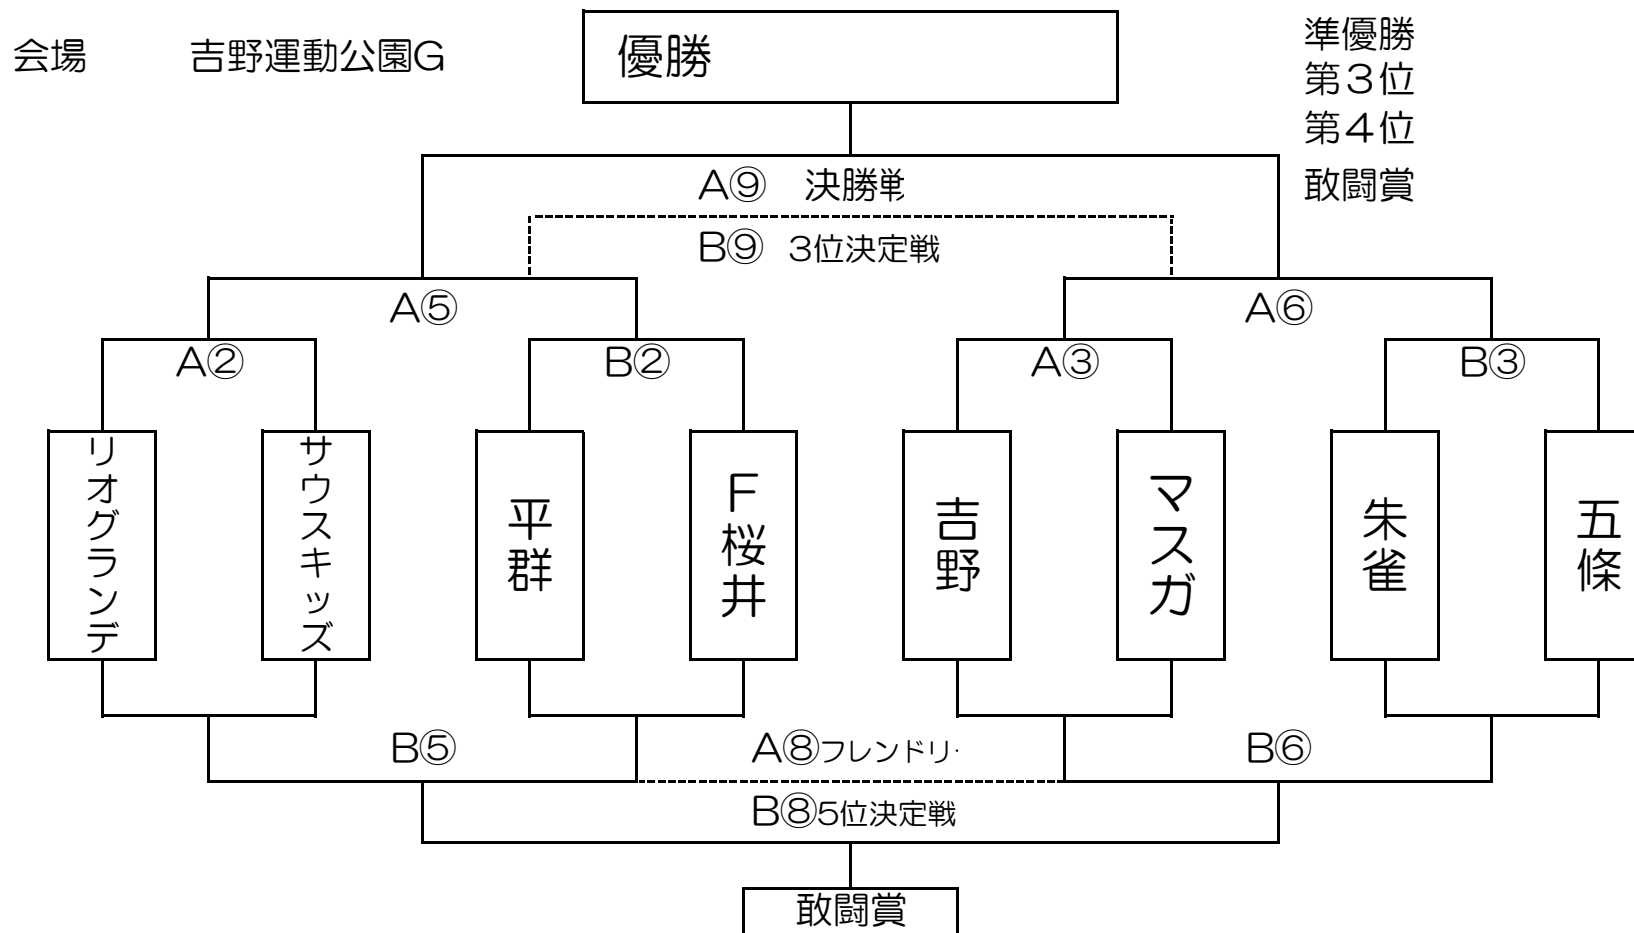 会場 吉野運動公園G
優勝
準優勝
第3位
第4位
敢闘賞
A⑨ 決勝戦
B⑨ 3位決定戦
A⑤
A⑥
A②
B②
A③
B③
リオグランデ
サウスキッズ
平群
F桜井
吉野
マスガ
朱雀
五條
B⑤
A⑧フレンドリー
B⑥
B⑧5位決定戦
敢闘賞